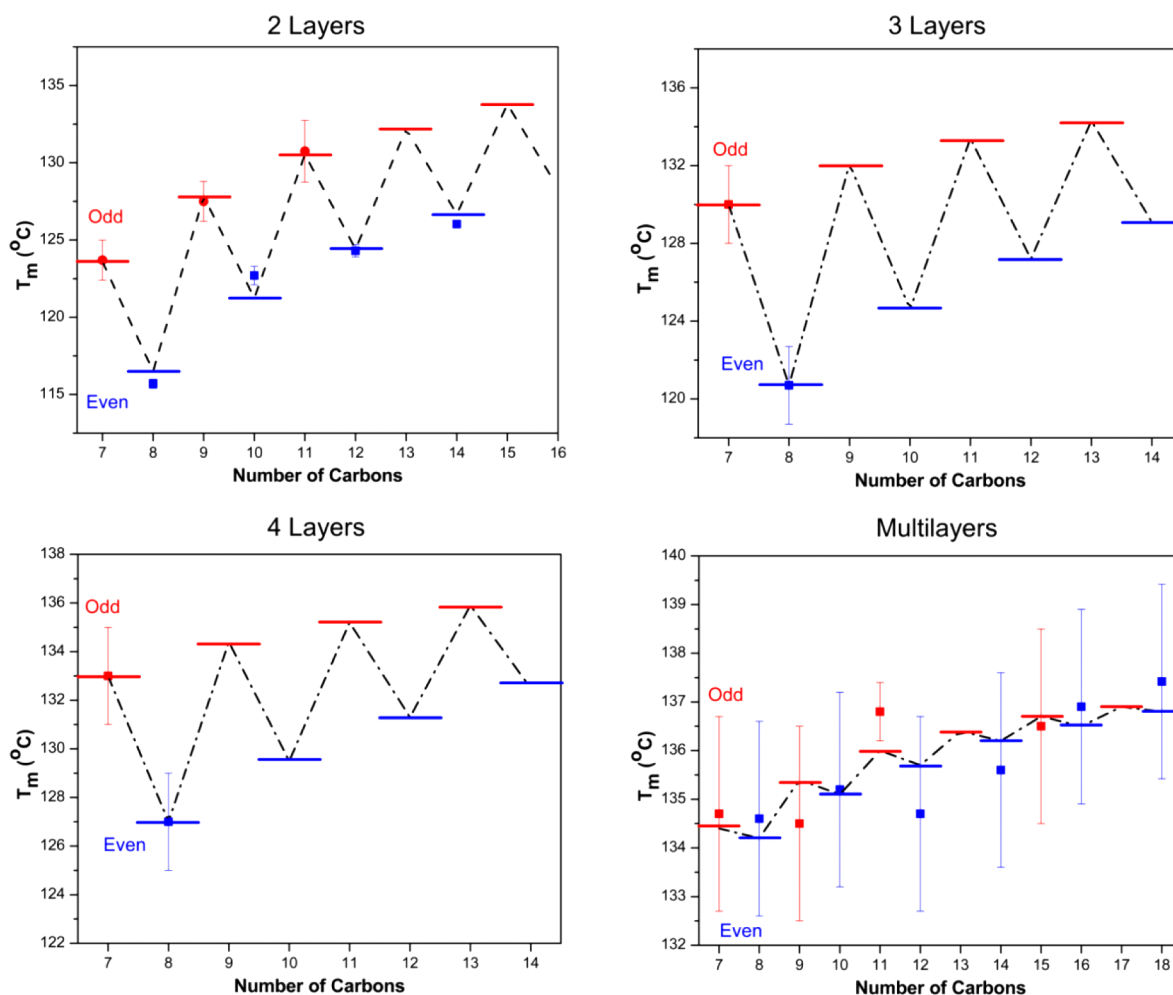 2 Layers
135
130
125
120
115
Tm (oC)
Odd
Even
7 8 9 10 11 12 13 14 15 16
Number of Carbons
3 Layers
136
132
128
124
120
Tm (oC)
Odd
Even
7 8 9 10 11 12 13 14
Number of Carbons
4 Layers
138
136
134
132
130
128
126
124
122
Tm (oC)
Odd
Even
7 8 9 10 11 12 13 14
Number of Carbons
Multilayers
140
139
138
137
136
135
134
133
132
Tm (oC)
Odd
Even
7 8 9 10 11 12 13 14 15 16 17 18
Number of Carbons